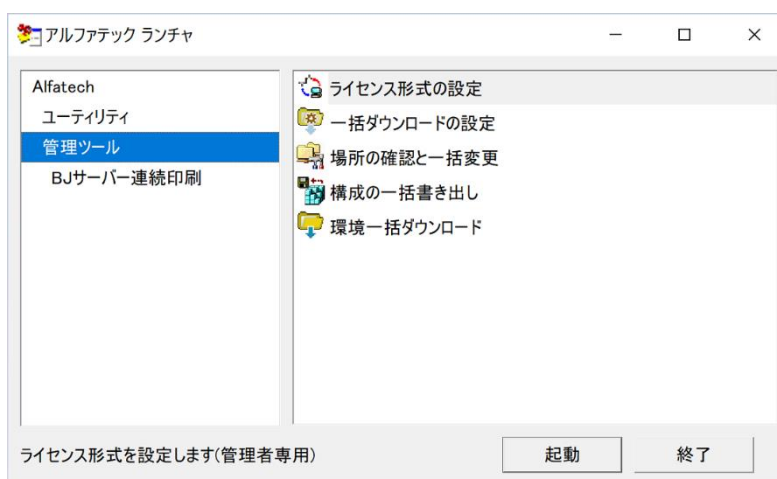 アルファテック ランチャ
Alfatech
ユーティリティ
管理ツール
BJサーバー連続印刷
ライセンス形式の設定
一括ダウンロードの設定
場所の確認と一括変更
構成の一括書き出し
環境一括ダウンロード
ライセンス形式を設定します(管理者専用)
起動
終了